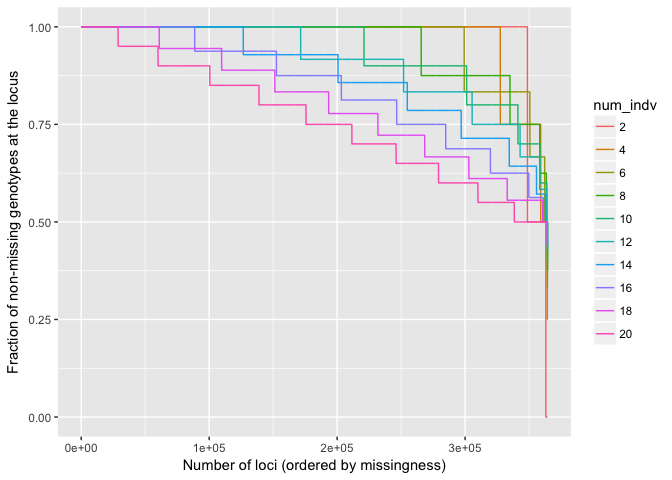 Fraction of non-missing genotypes at the locus
1.00
0.75
0.50
0.25
0.00
0e+00
1e+05
2e+05
3e+05
Number of loci (ordered by missingness)
num_indv
2
4
6
8
10
12
14
16
18
20